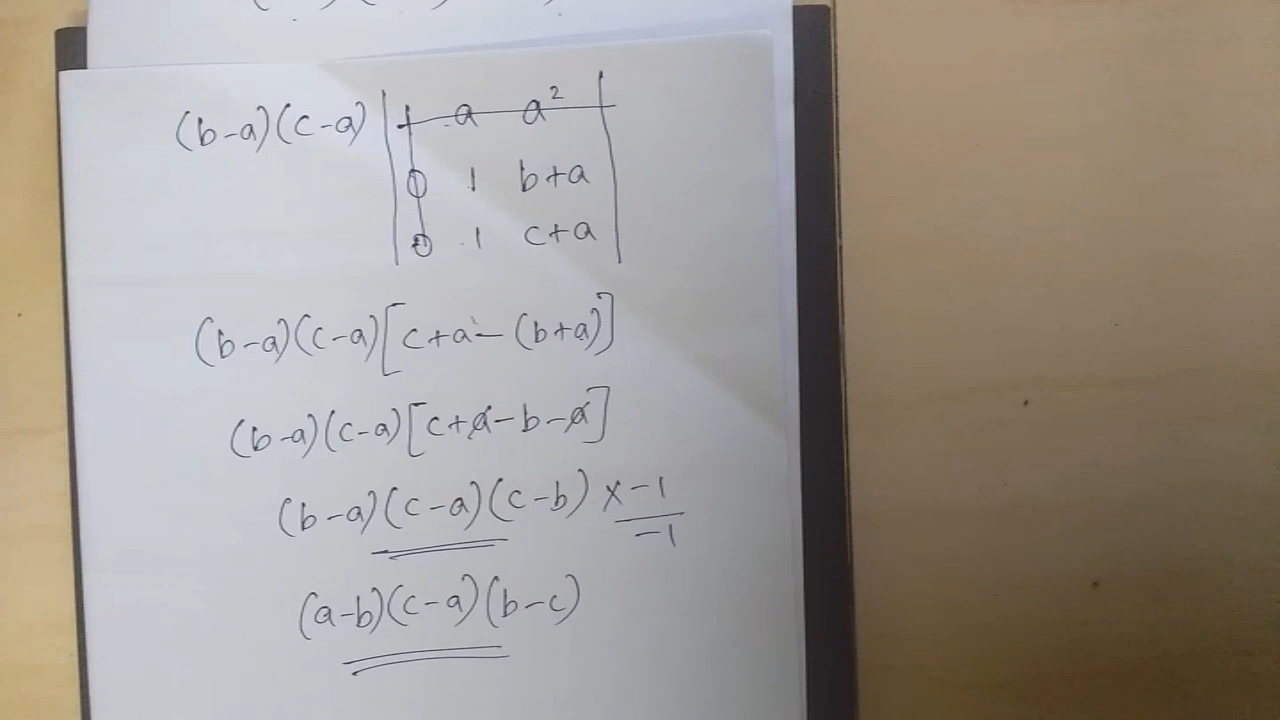 (b-a)(c-a) | 1 a a² |
| 0 1 b+a |
| 0 1 c+a |
(b-a)(c-a)[c+a-(b+a)]
(b-a)(c-a)[c+a-b-a]
(b-a)(c-a)(c-b) × -1/-1
(a-b)(c-a)(b-c)